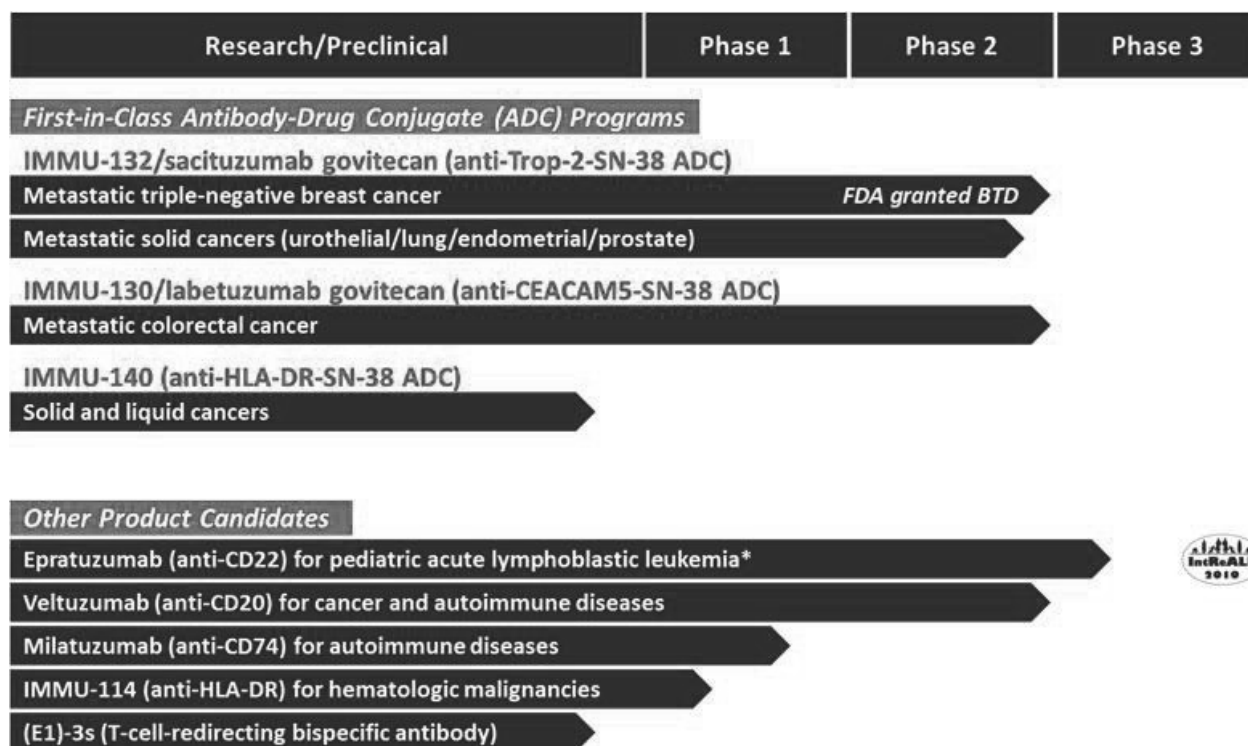 Research/Preclinical Phase 1 Phase 2 Phase 3
First-in-Class Antibody-Drug Conjugate (ADC) Programs
IMMU-132/sacituzumab govitecan (anti-Trop-2-SN-38 ADC)
Metastatic triple-negative breast cancer FDA granted BTD
Metastatic solid cancers (urothelial/lung/endometrial/prostate)
IMMU-130/labetuzumab govitecan (anti-CEACAM5-SN-38 ADC)
Metastatic colorectal cancer
IMMU-140 (anti-HLA-DR-SN-38 ADC)
Solid and liquid cancers
Other Product Candidates
Epratuzumab (anti-CD22) for pediatric acute lymphoblastic leukemia*
IntReALL
2010
Veltuzumab (anti-CD20) for cancer and autoimmune diseases
Milatuzumab (anti-CD74) for autoimmune diseases
IMMU-114 (anti-HLA-DR) for hematologic malignancies
(E1)-3s (T-cell-redirecting bispecific antibody)